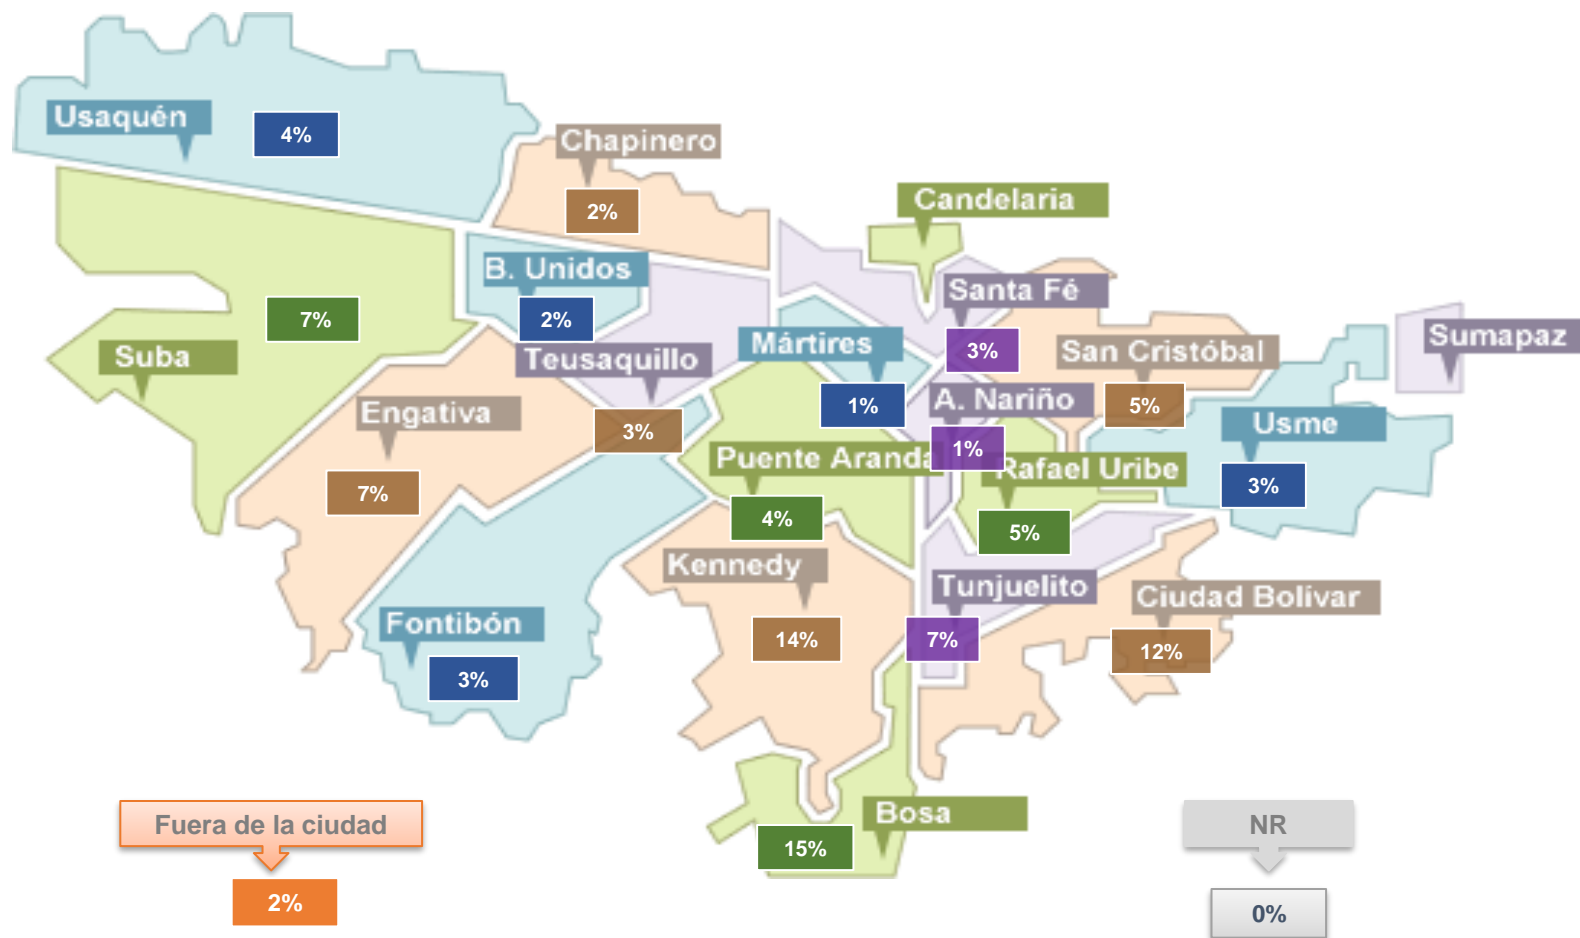 Usaquén
4%
Chapinero
2%
Candelaria
B. Unidos
2%
Santa Fé
3%
Suba
7%
Teusaquillo
3%
Mártires
1%
San Cristóbal
5%
Sumapaz
Engativa
7%
A. Nariño
1%
Usme
3%
Puente Aranda
4%
Rafael Uribe
5%
Kennedy
14%
Tunjuelito
7%
Ciudad Bolivar
12%
Fontibón
3%
Bosa
15%
Fuera de la ciudad
2%
NR
0%